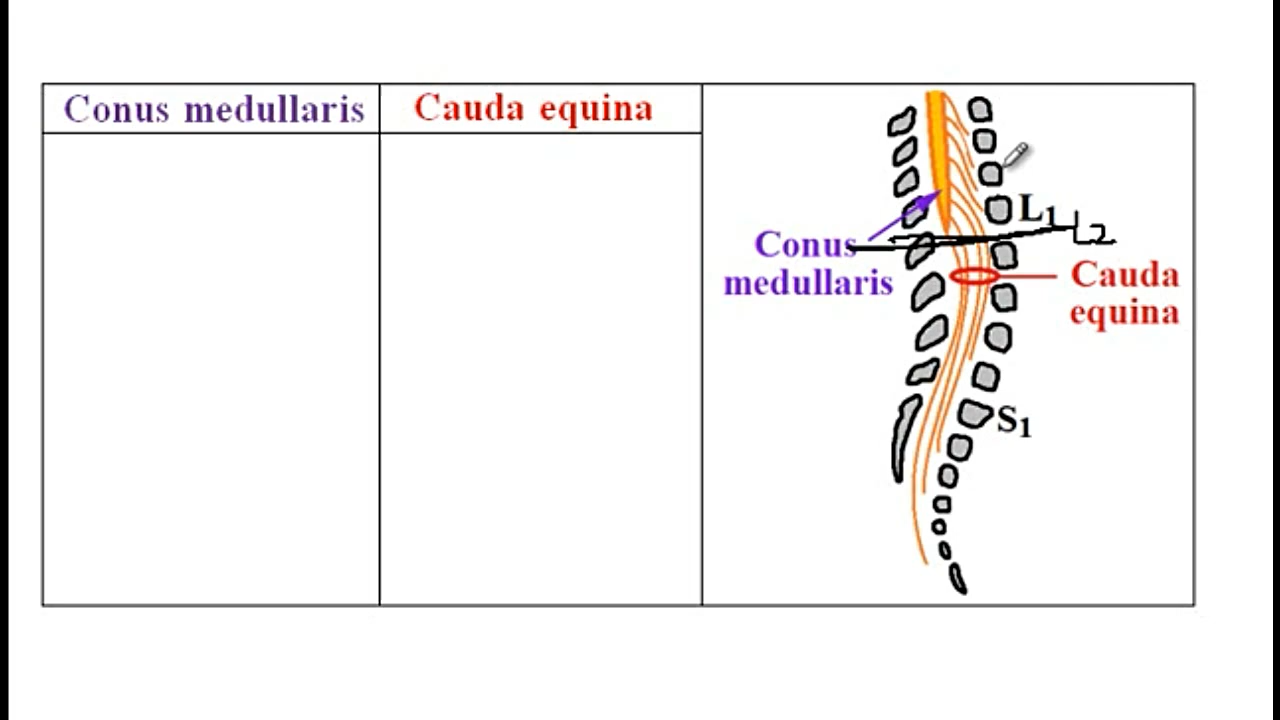 Conus medullaris
Cauda equina
L1
L2
Conus
medullaris
Cauda
equina
S1